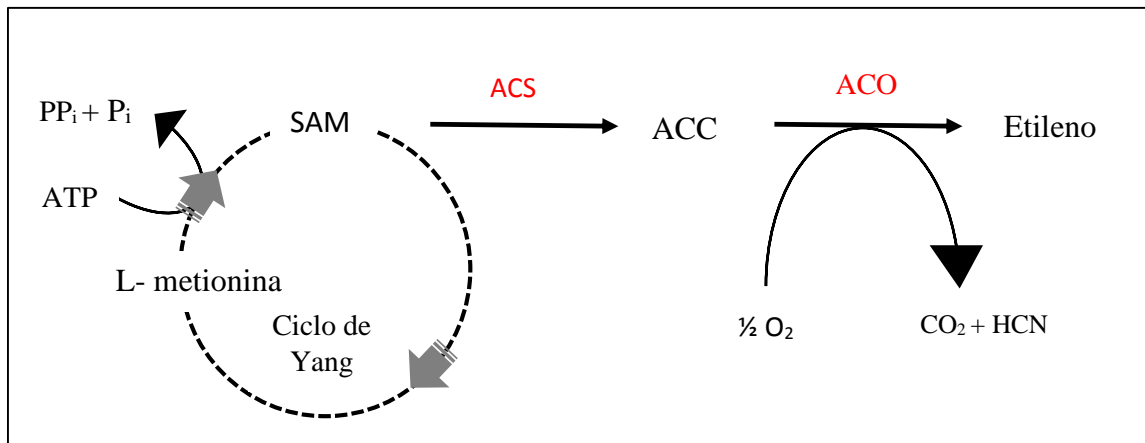 ACS
ACO
PPi + Pi
SAM
ACC
Etileno
ATP
L- metionina
Ciclo de
Yang
½ O2
CO2 + HCN